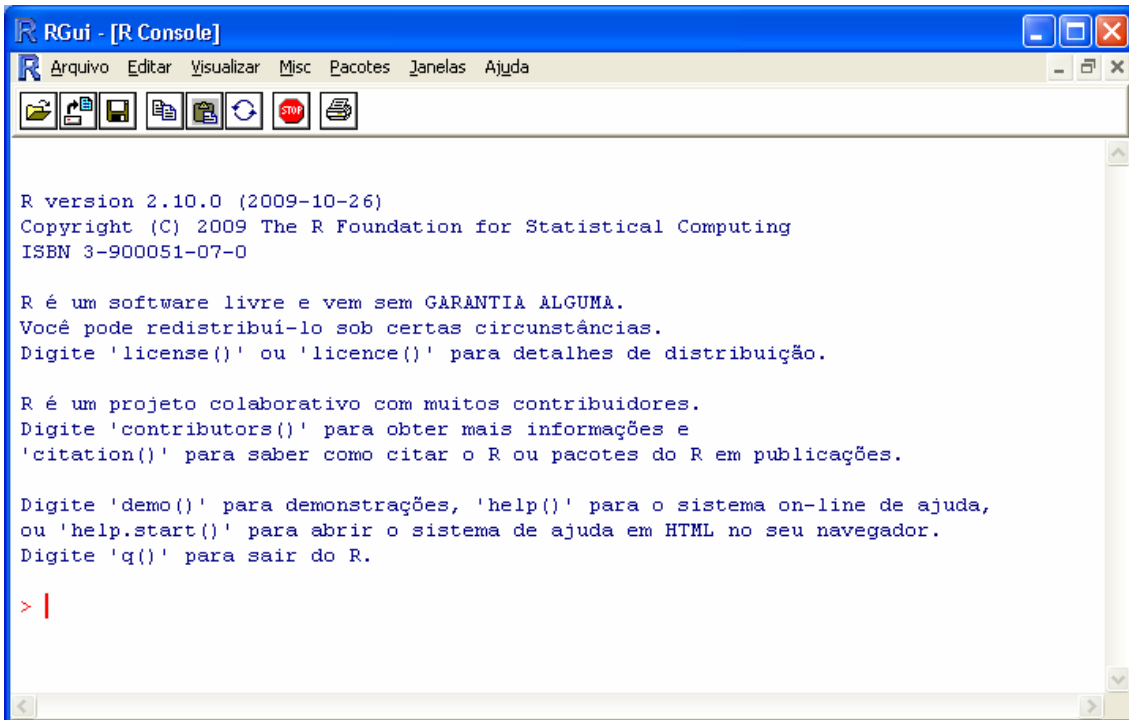 RGui - [R Console]
Arquivo Editar Visualizar Misc Pacotes Janelas Ajuda
STOP
R version 2.10.0 (2009-10-26)
Copyright (C) 2009 The R Foundation for Statistical Computing
ISBN 3-900051-07-0
R é um software livre e vem sem GARANTIA ALGUMA.
Você pode redistribuí-lo sob certas circunstâncias.
Digite 'license()' ou 'licence()' para detalhes de distribuição.
R é um projeto colaborativo com muitos contribuidores.
Digite 'contributors()' para obter mais informações e
'citation()' para saber como citar o R ou pacotes do R em publicações.
Digite 'demo()' para demonstrações, 'help()' para o sistema on-line de ajuda,
ou 'help.start()' para abrir o sistema de ajuda em HTML no seu navegador.
Digite 'q()' para sair do R.
>